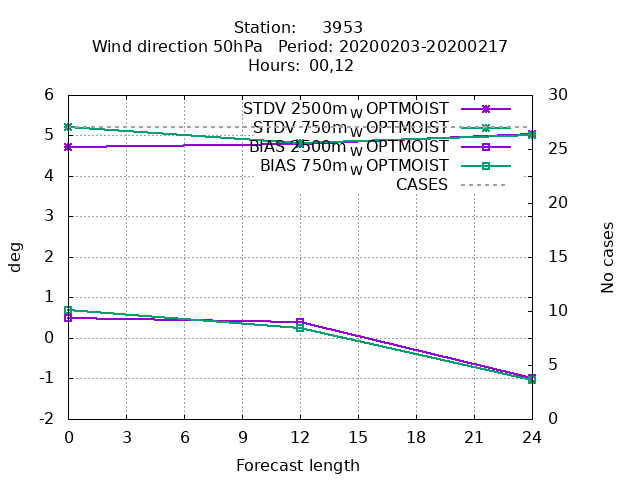 Station: 3953
Wind direction 50hPa Period: 20200203-20200217
Hours: 00,12
deg
6
5
4
3
2
1
0
-1
-2
STDV 2500m_W OPTMOIST
STDV 750m_W OPTMOIST
BIAS 2500m_W OPTMOIST
BIAS 750m_W OPTMOIST
CASES
30
25
20
15
10
5
0
No cases
0 3 6 9 12 15 18 21 24
Forecast length